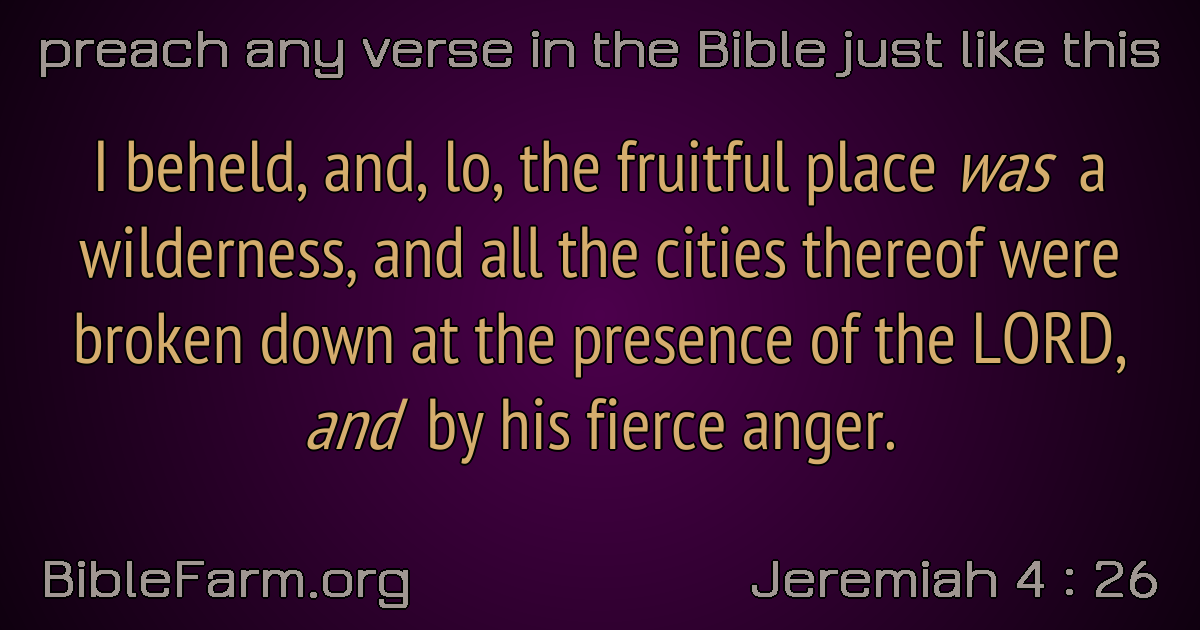 preach any verse in the Bible just like this
I beheld, and, lo, the fruitful place was a
wilderness, and all the cities thereof were
broken down at the presence of the LORD,
and by his fierce anger.
BibleFarm.org
Jeremiah 4 : 26